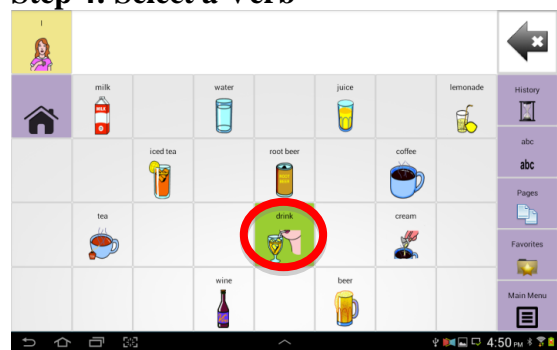 Step 4: Select a Verb
I
milk
water
juice
lemonade
History
MILK
abc
abc
iced tea
root beer
coffee
Pages
tea
drink
cream
Favorites
wine
beer
Main Menu
4:50 PM